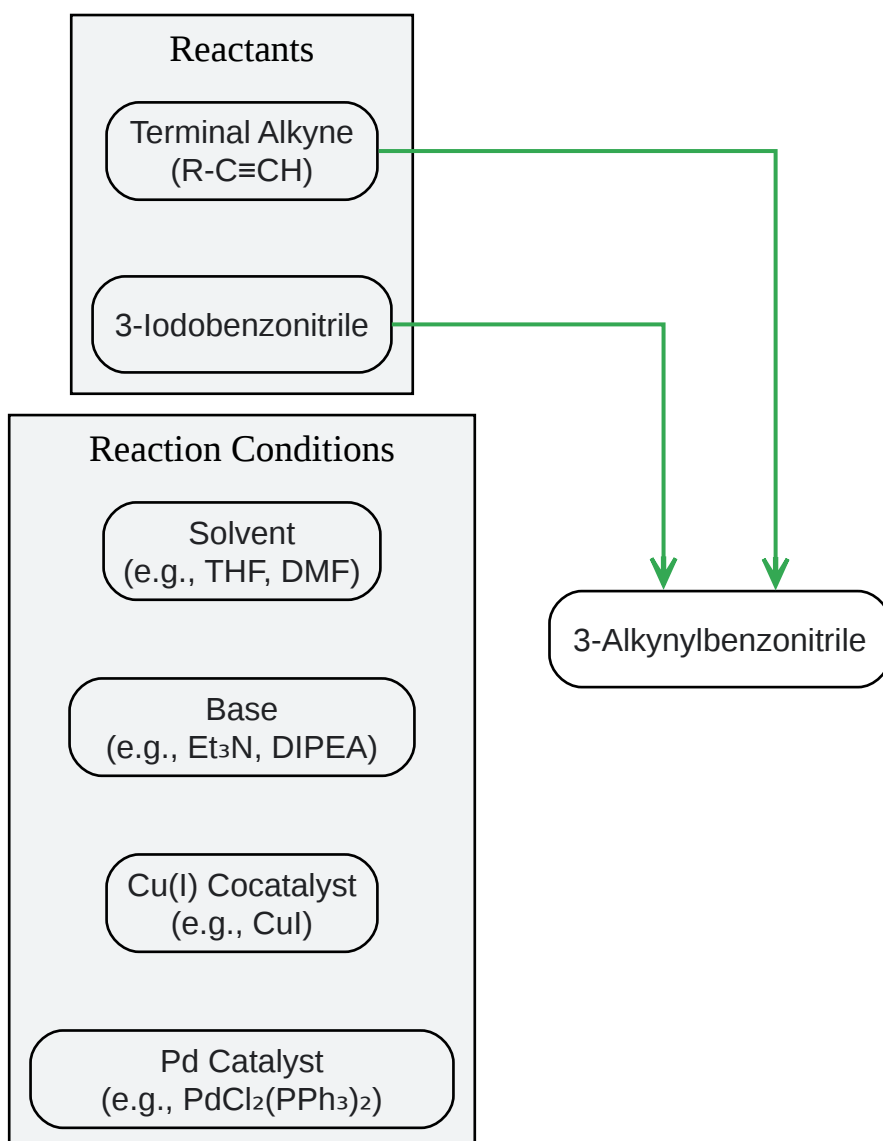 Reactants
Terminal Alkyne
(R-C≡CH)
3-Iodobenzonitrile
Reaction Conditions
Solvent
(e.g., THF, DMF)
3-Alkynylbenzonitrile
Base
(e.g., Et₃N, DIPEA)
Cu(I) Cocatalyst
(e.g., CuI)
Pd Catalyst
(e.g., PdCl₂(PPh₃)₂)